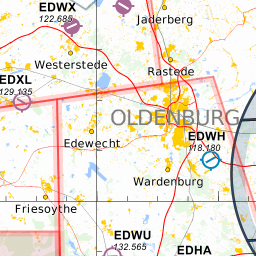 EDWX
122.685
Jaderberg
Westerstede
Rastede
EDXL
129.135
OLDENBURG
EDWH
118.180
Edewecht
Wardenburg
Friesoythe
EDWU
132.565
EDHA